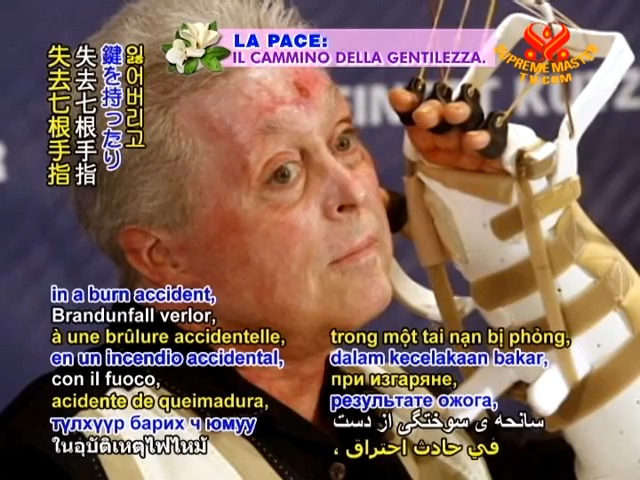 LA PACE:
IL CAMMINO DELLA GENTILEZZA.
SUPREME MASTER
TV.COM
잃어버리고
鍵を持ったり
失去七根手指
失去七根手指
in a burn accident,
Brandunfall verlor,
à une brûlure accidentelle,
en un incendio accidental,
con il fuoco,
acidente de queimadura,
түлхүүр барих ч юмуу
ในอุบัติเหตุไฟไหม้
trong một tai nạn bị phỏng,
dalam kecelakaan bakar,
при изгаряне,
результате ожога,
سانحه ی سوختگی از دست
في حادث احتراق ،